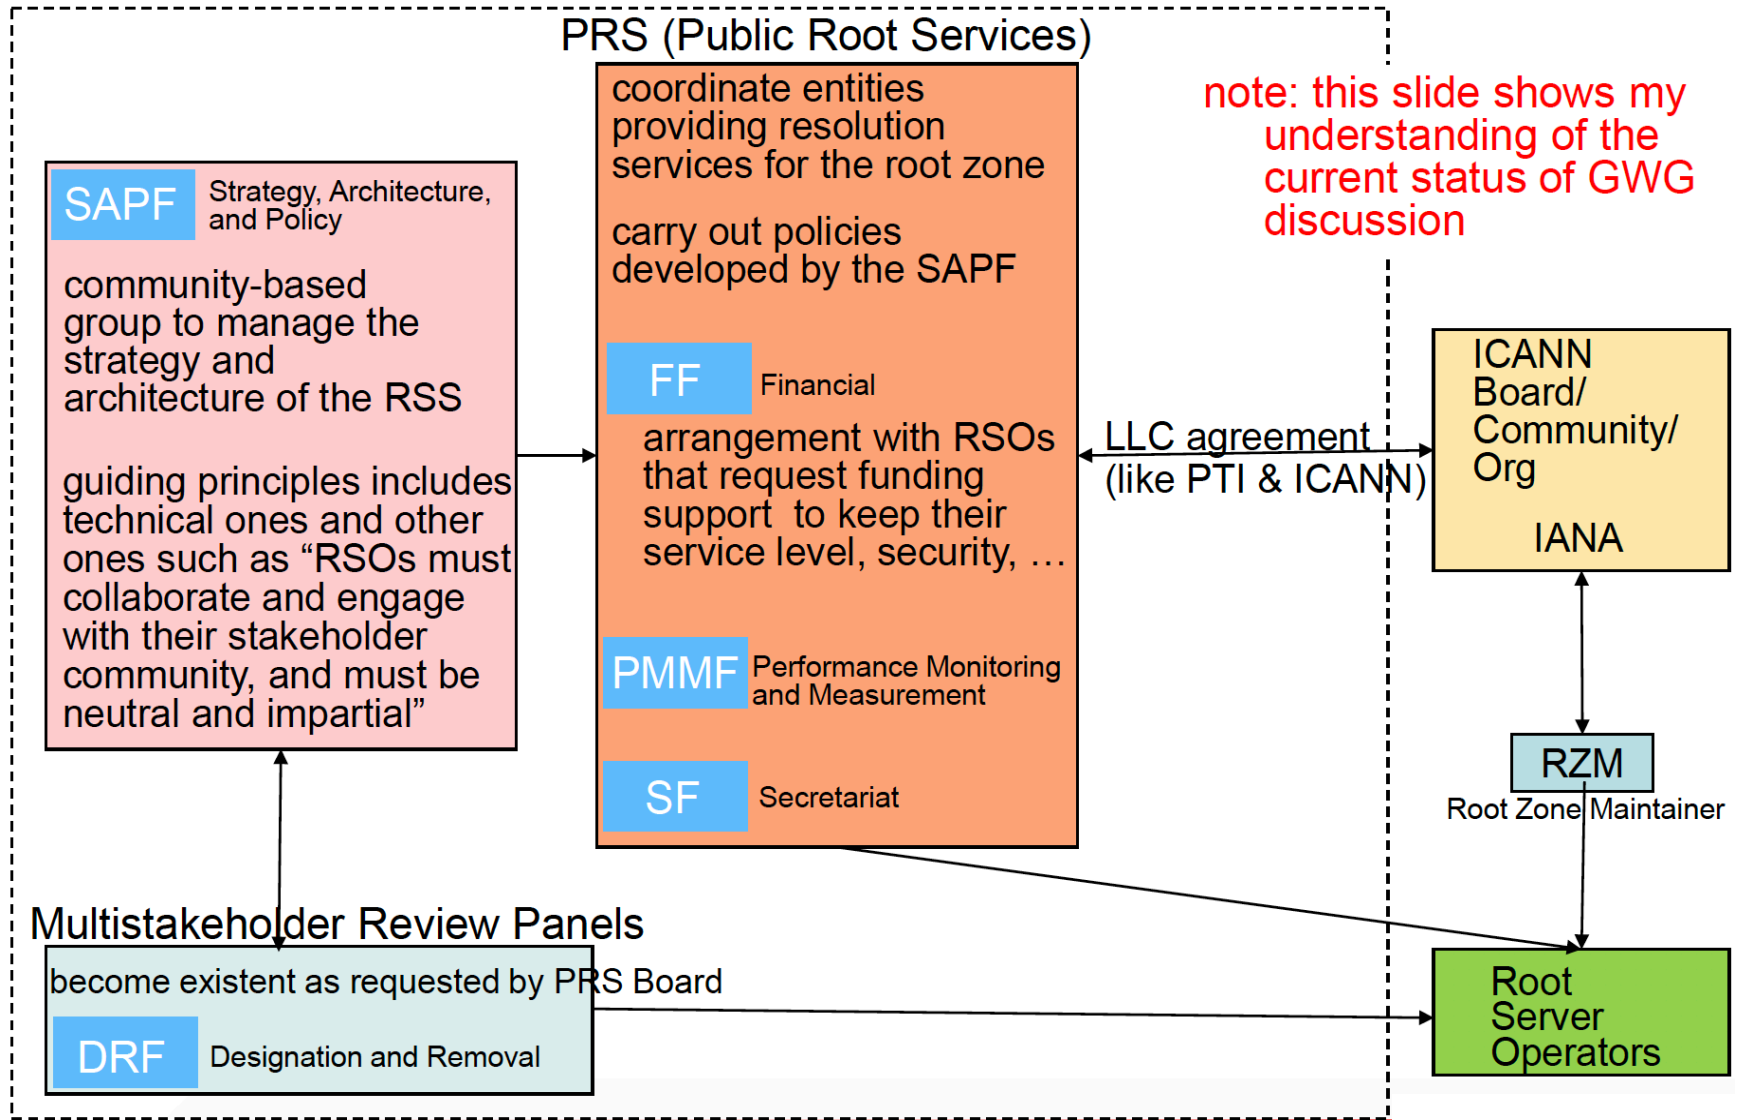 PRS (Public Root Services)
coordinate entities
providing resolution
services for the root zone
carry out policies
developed by the SAPF
FF
Financial
arrangement with RSOs
that request funding
support to keep their
service level, security, …
PMMF
Performance Monitoring
and Measurement
SF
Secretariat
note: this slide shows my
understanding of the
current status of GWG
discussion
SAPF
Strategy, Architecture,
and Policy
community-based
group to manage the
strategy and
architecture of the RSS
guiding principles includes
technical ones and other
ones such as “RSOs must
collaborate and engage
with their stakeholder
community, and must be
neutral and impartial”
LLC agreement
(like PTI & ICANN)
ICANN
Board/
Community/
Org
IANA
RZM
Root Zone Maintainer
Multistakeholder Review Panels
become existent as requested by PRS Board
DRF
Designation and Removal
Root
Server
Operators